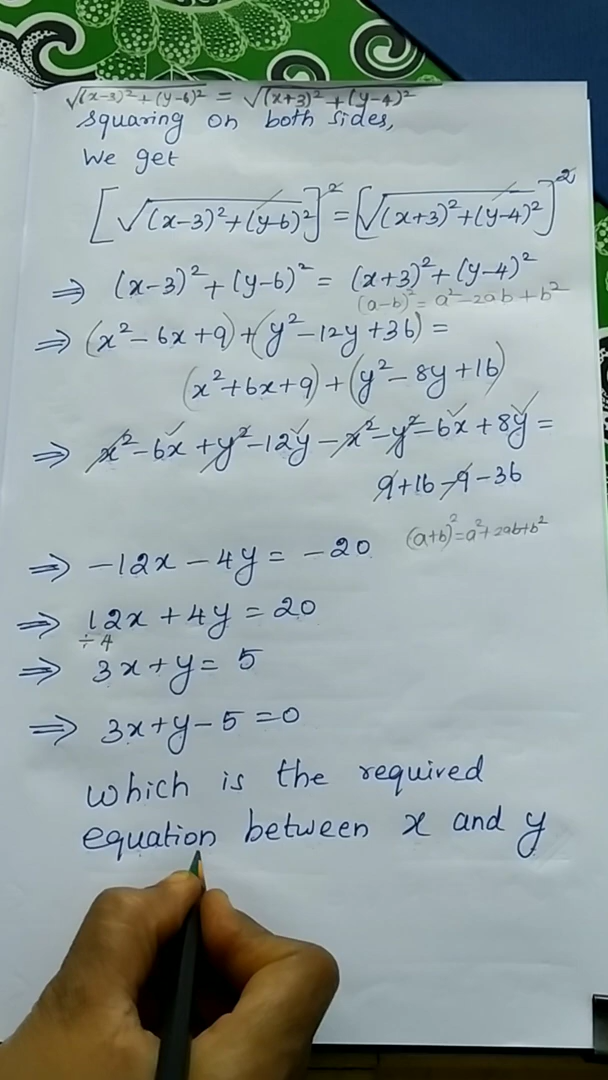 √(x-3)²+(y-6)² = √(x+3)²+(y-4)²
squaring on both sides,
We get
[√(x-3)²+(y-6)²]² = [√(x+3)²+(y-4)²]²
⇒ (x-3)²+(y-6)² = (x+3)²+(y-4)²
(a-b)² = a²-2ab+b²
⇒ (x²-6x+9)+(y²-12y+36) =
(x²+6x+9)+(y²-8y+16)
⇒ x²-6x+y²-12y-x²-y²-6x+8y =
9+16-9-36
(a+b)²=a²+2ab+b²
⇒ -12x-4y = -20
⇒ 12x+4y = 20
÷4
⇒ 3x+y = 5
⇒ 3x+y-5=0
which is the required
equation between x and y